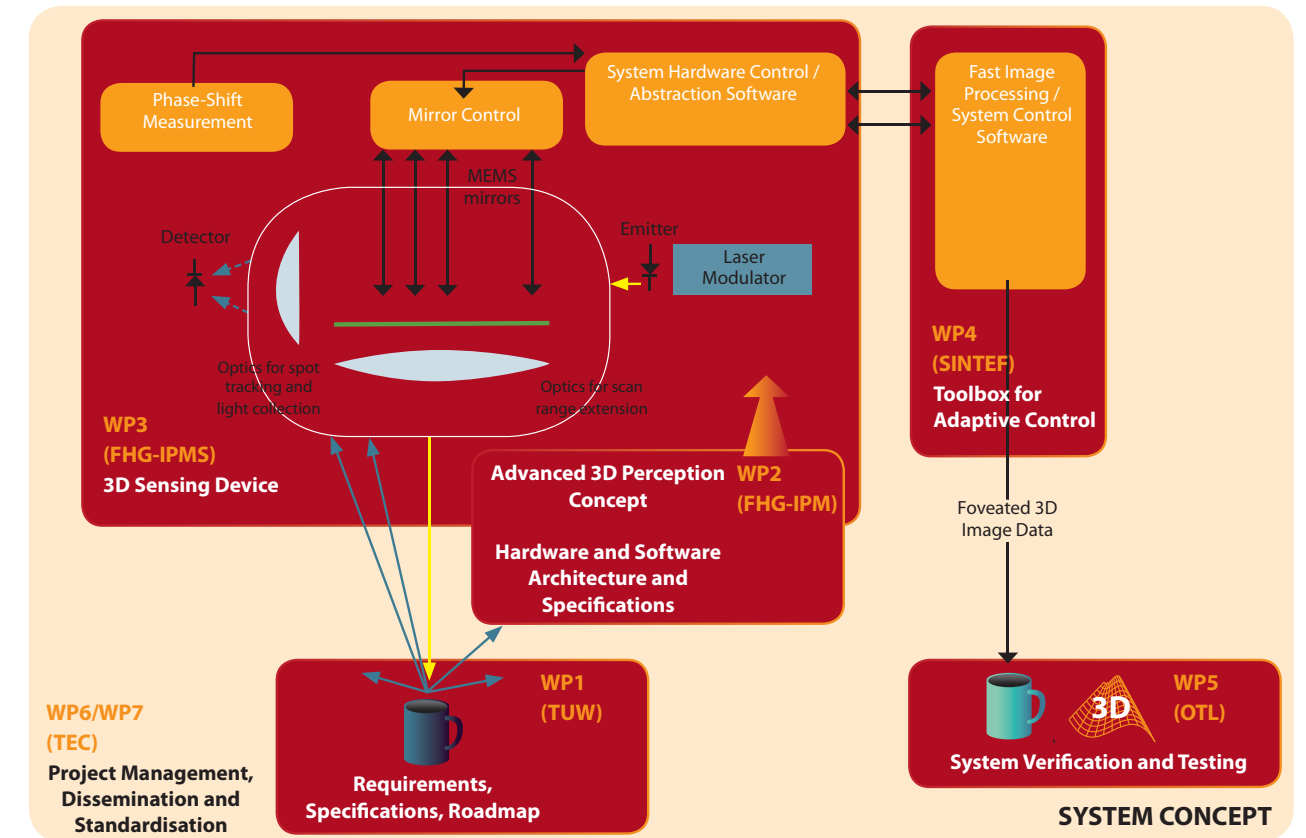 Phase-Shift
Measurement
Mirror Control
System Hardware Control /
Abstraction Software
Fast Image
Processing /
System Control
Software
MEMS
mirrors
Detector
Emitter
Laser
Modulator
Optics for spot
tracking and
light collection
Optics for scan
range extension
WP3
(FHG-IPMS)
3D Sensing Device
WP4
(SINTEF)
Toolbox for
Adaptive Control
Advanced 3D Perception
Concept
WP2
(FHG-IPM)
Hardware and Software
Architecture and
Specifications
Foveated 3D
Image Data
WP1
(TUW)
Requirements,
Specifications, Roadmap
3D
WP5
(OTL)
System Verification and Testing
WP6/WP7
(TEC)
Project Management,
Dissemination and
Standardisation
SYSTEM CONCEPT